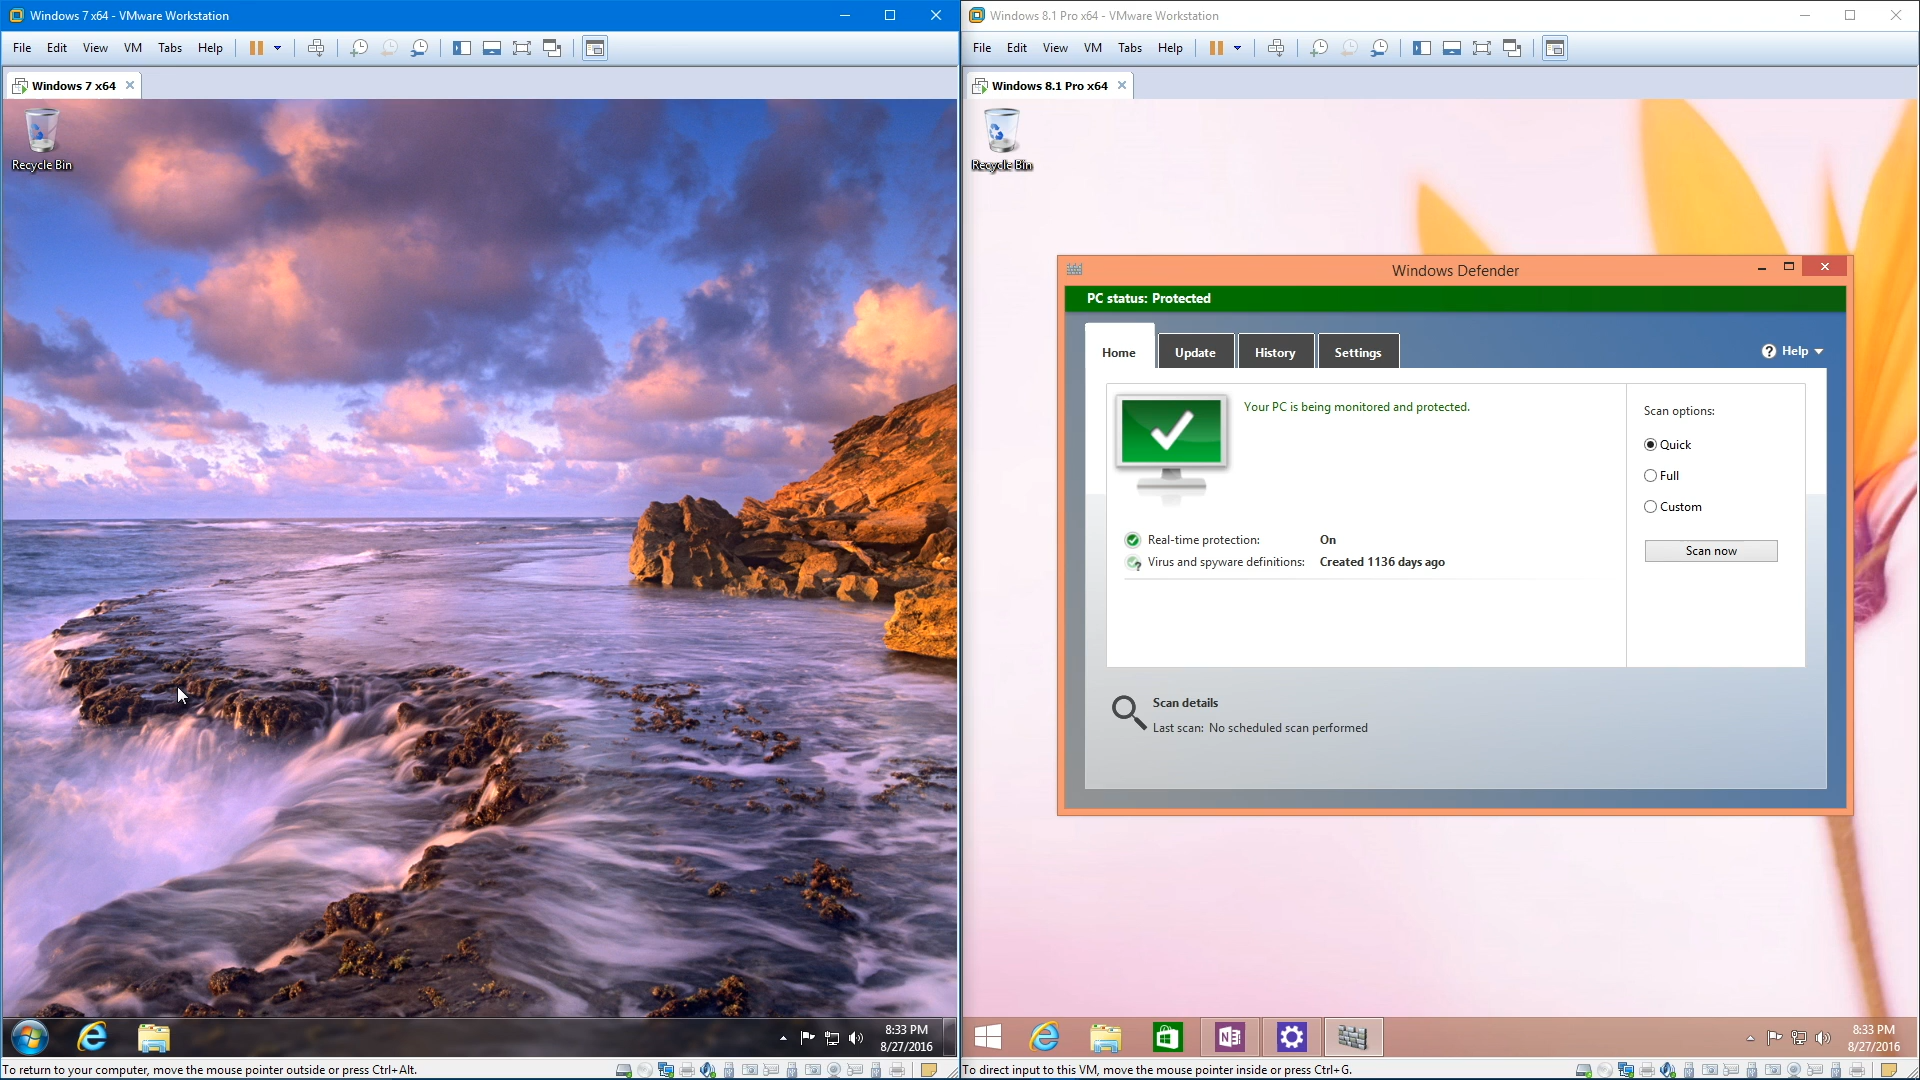 Windows 7 x64 - VMware Workstation
File Edit View VM Tabs Help
Windows 7 x64
Recycle Bin
8:33 PM
8/27/2016
To return to your computer, move the mouse pointer outside or press Ctrl+Alt.
Windows 8.1 Pro x64 - VMware Workstation
File Edit View VM Tabs Help
Windows 8.1 Pro x64
Recycle Bin
Windows Defender
PC status: Protected
Home Update History Settings Help
Your PC is being monitored and protected.
Real-time protection: On
Virus and spyware definitions: Created 1136 days ago
Scan options:
Quick
Full
Custom
Scan now
Scan details
Last scan: No scheduled scan performed
8:33 PM
8/27/2016
To direct input to this VM, move the mouse pointer inside or press Ctrl+G.